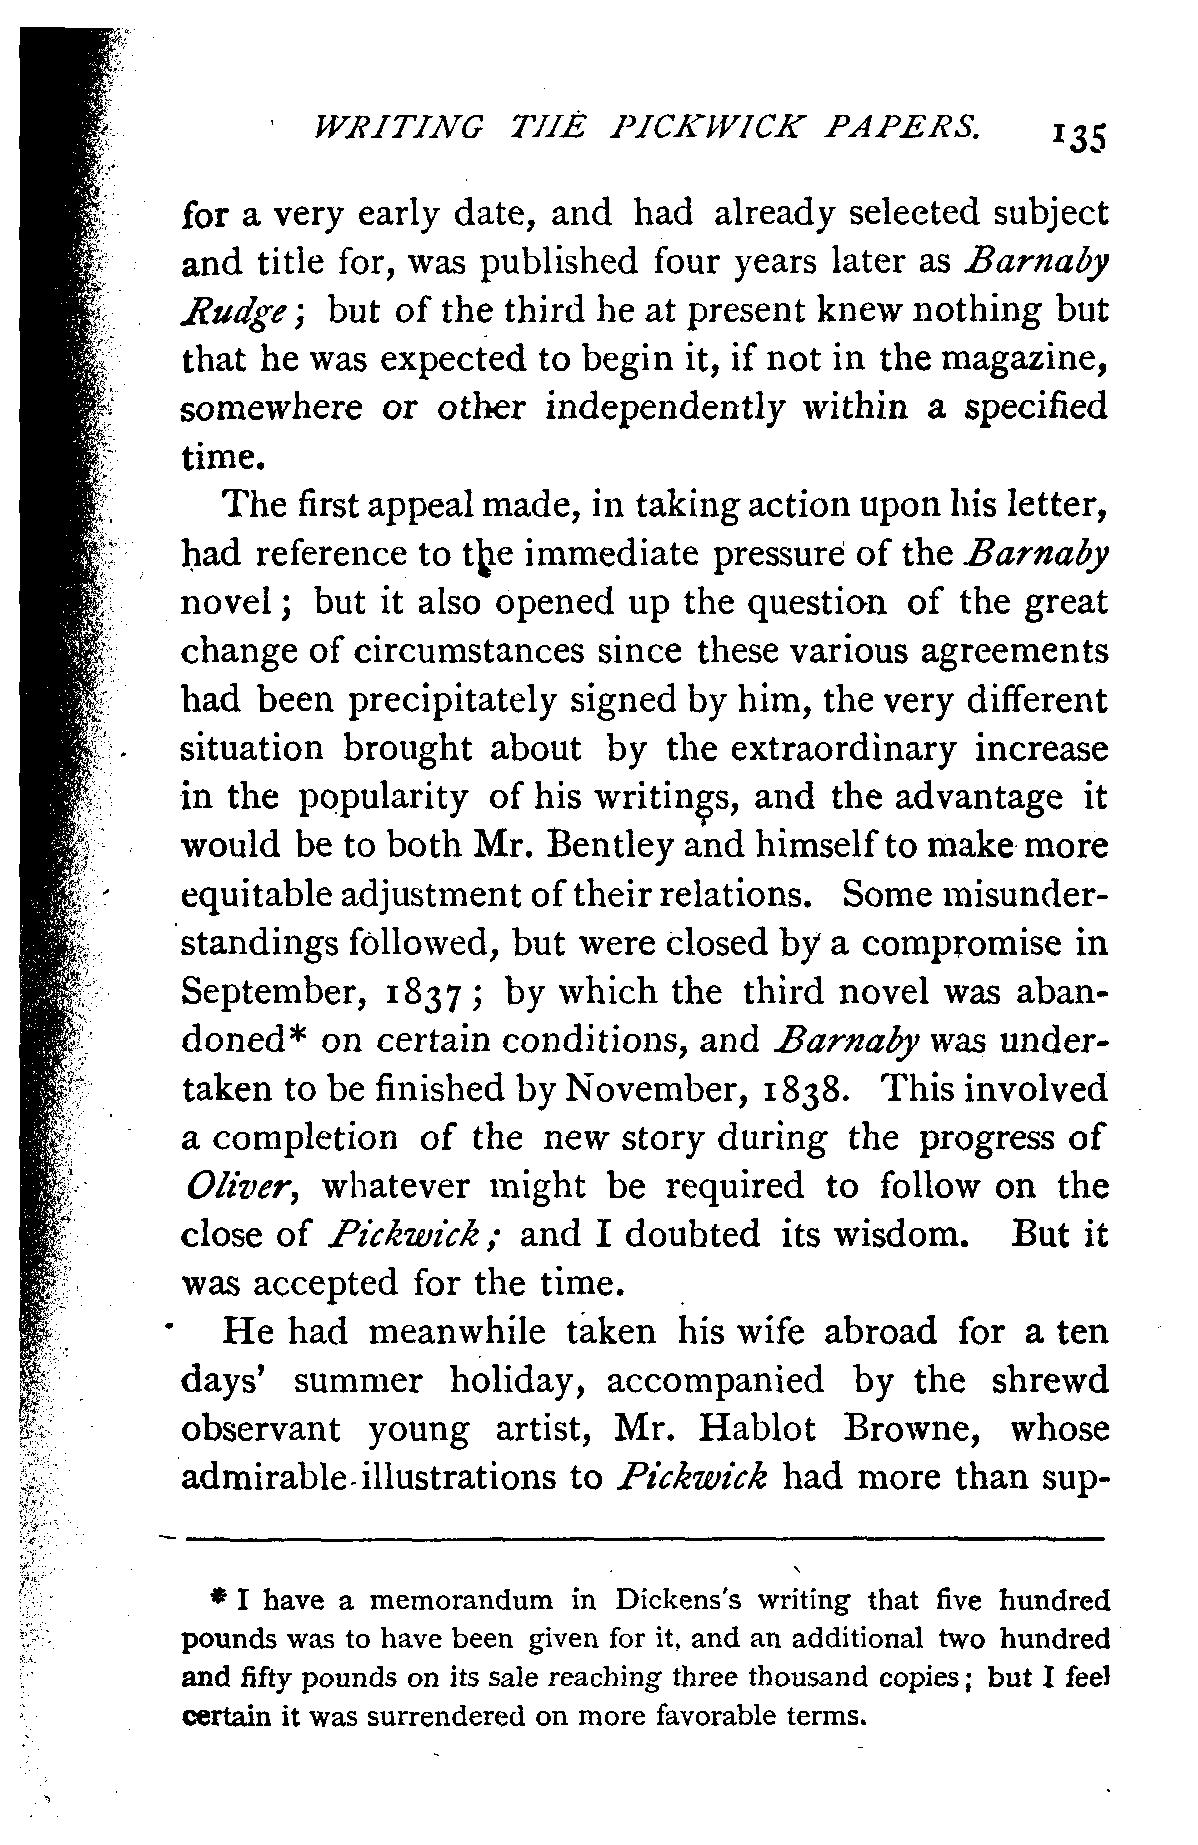 WRITING THE PICKWICK PAPERS. 135
for a very early date, and had already selected subject
and title for, was published four years later as Barnaby
Rudge; but of the third he at present knew nothing but
that he was expected to begin it, if not in the magazine,
somewhere or other independently within a specified
time.
The first appeal made, in taking action upon his letter,
had reference to the immediate pressure of the Barnaby
novel; but it also opened up the question of the great
change of circumstances since these various agreements
had been precipitately signed by him, the very different
situation brought about by the extraordinary increase
in the popularity of his writings, and the advantage it
would be to both Mr. Bentley and himself to make more
equitable adjustment of their relations. Some misunder-
standings followed, but were closed by a compromise in
September, 1837; by which the third novel was aban-
doned* on certain conditions, and Barnaby was under-
taken to be finished by November, 1838. This involved
a completion of the new story during the progress of
Oliver, whatever might be required to follow on the
close of Pickwick; and I doubted its wisdom. But it
was accepted for the time.
He had meanwhile taken his wife abroad for a ten
days' summer holiday, accompanied by the shrewd
observant young artist, Mr. Hablot Browne, whose
admirable illustrations to Pickwick had more than sup-
* I have a memorandum in Dickens's writing that five hundred
pounds was to have been given for it, and an additional two hundred
and fifty pounds on its sale reaching three thousand copies; but I feel
certain it was surrendered on more favorable terms.